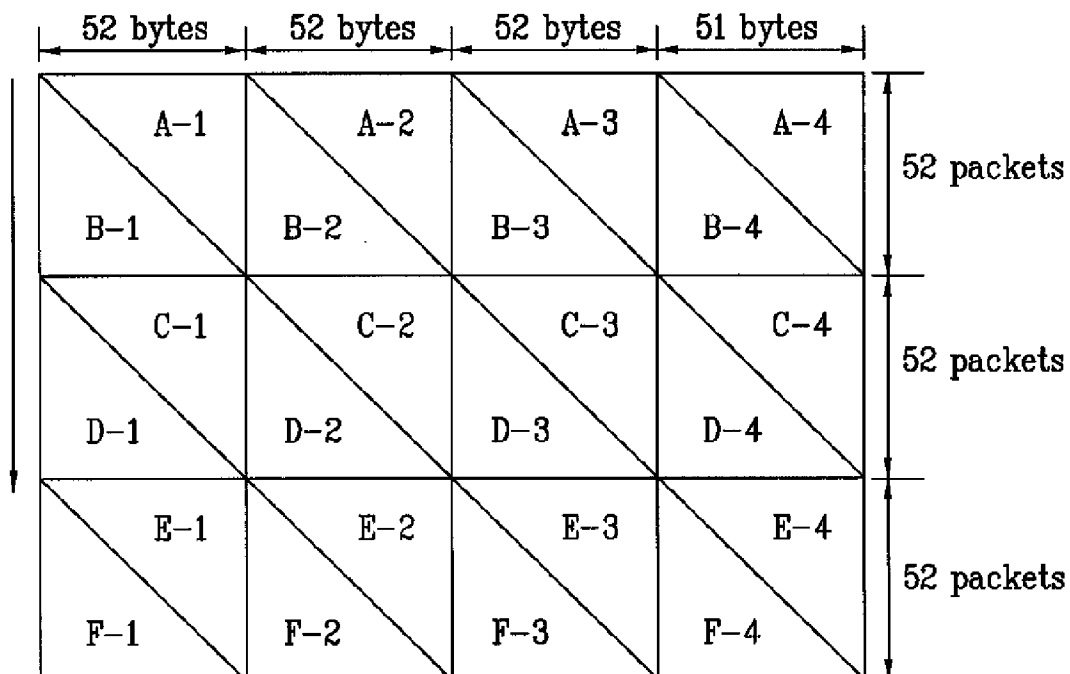 52 bytes 52 bytes 52 bytes 51 bytes
A-1 A-2 A-3 A-4
52 packets
B-1 B-2 B-3 B-4
C-1 C-2 C-3 C-4
52 packets
D-1 D-2 D-3 D-4
E-1 E-2 E-3 E-4
52 packets
F-1 F-2 F-3 F-4